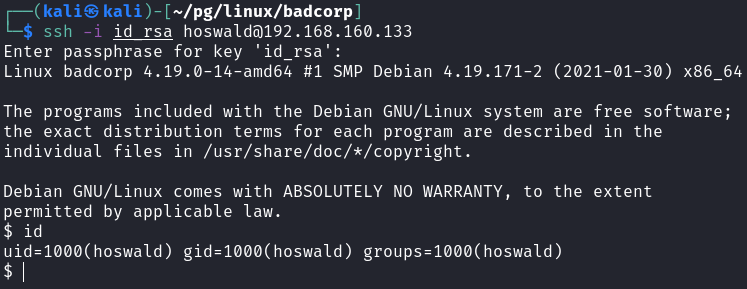 ┌──(kali㉿kali)-[~/pg/linux/badcorp]
└─$ ssh -i id_rsa hoswald@192.168.160.133
Enter passphrase for key 'id_rsa':
Linux badcorp 4.19.0-14-amd64 #1 SMP Debian 4.19.171-2 (2021-01-30) x86_64

The programs included with the Debian GNU/Linux system are free software;
the exact distribution terms for each program are described in the
individual files in /usr/share/doc/*/copyright.

Debian GNU/Linux comes with ABSOLUTELY NO WARRANTY, to the extent
permitted by applicable law.
$ id
uid=1000(hoswald) gid=1000(hoswald) groups=1000(hoswald)
$